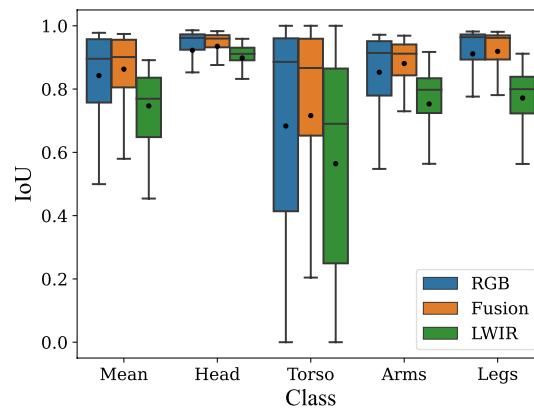 1.0
0.8
0.6
0.4
0.2
0.0
IoU
Mean Head Torso Arms Legs
Class
RGB
Fusion
LWIR